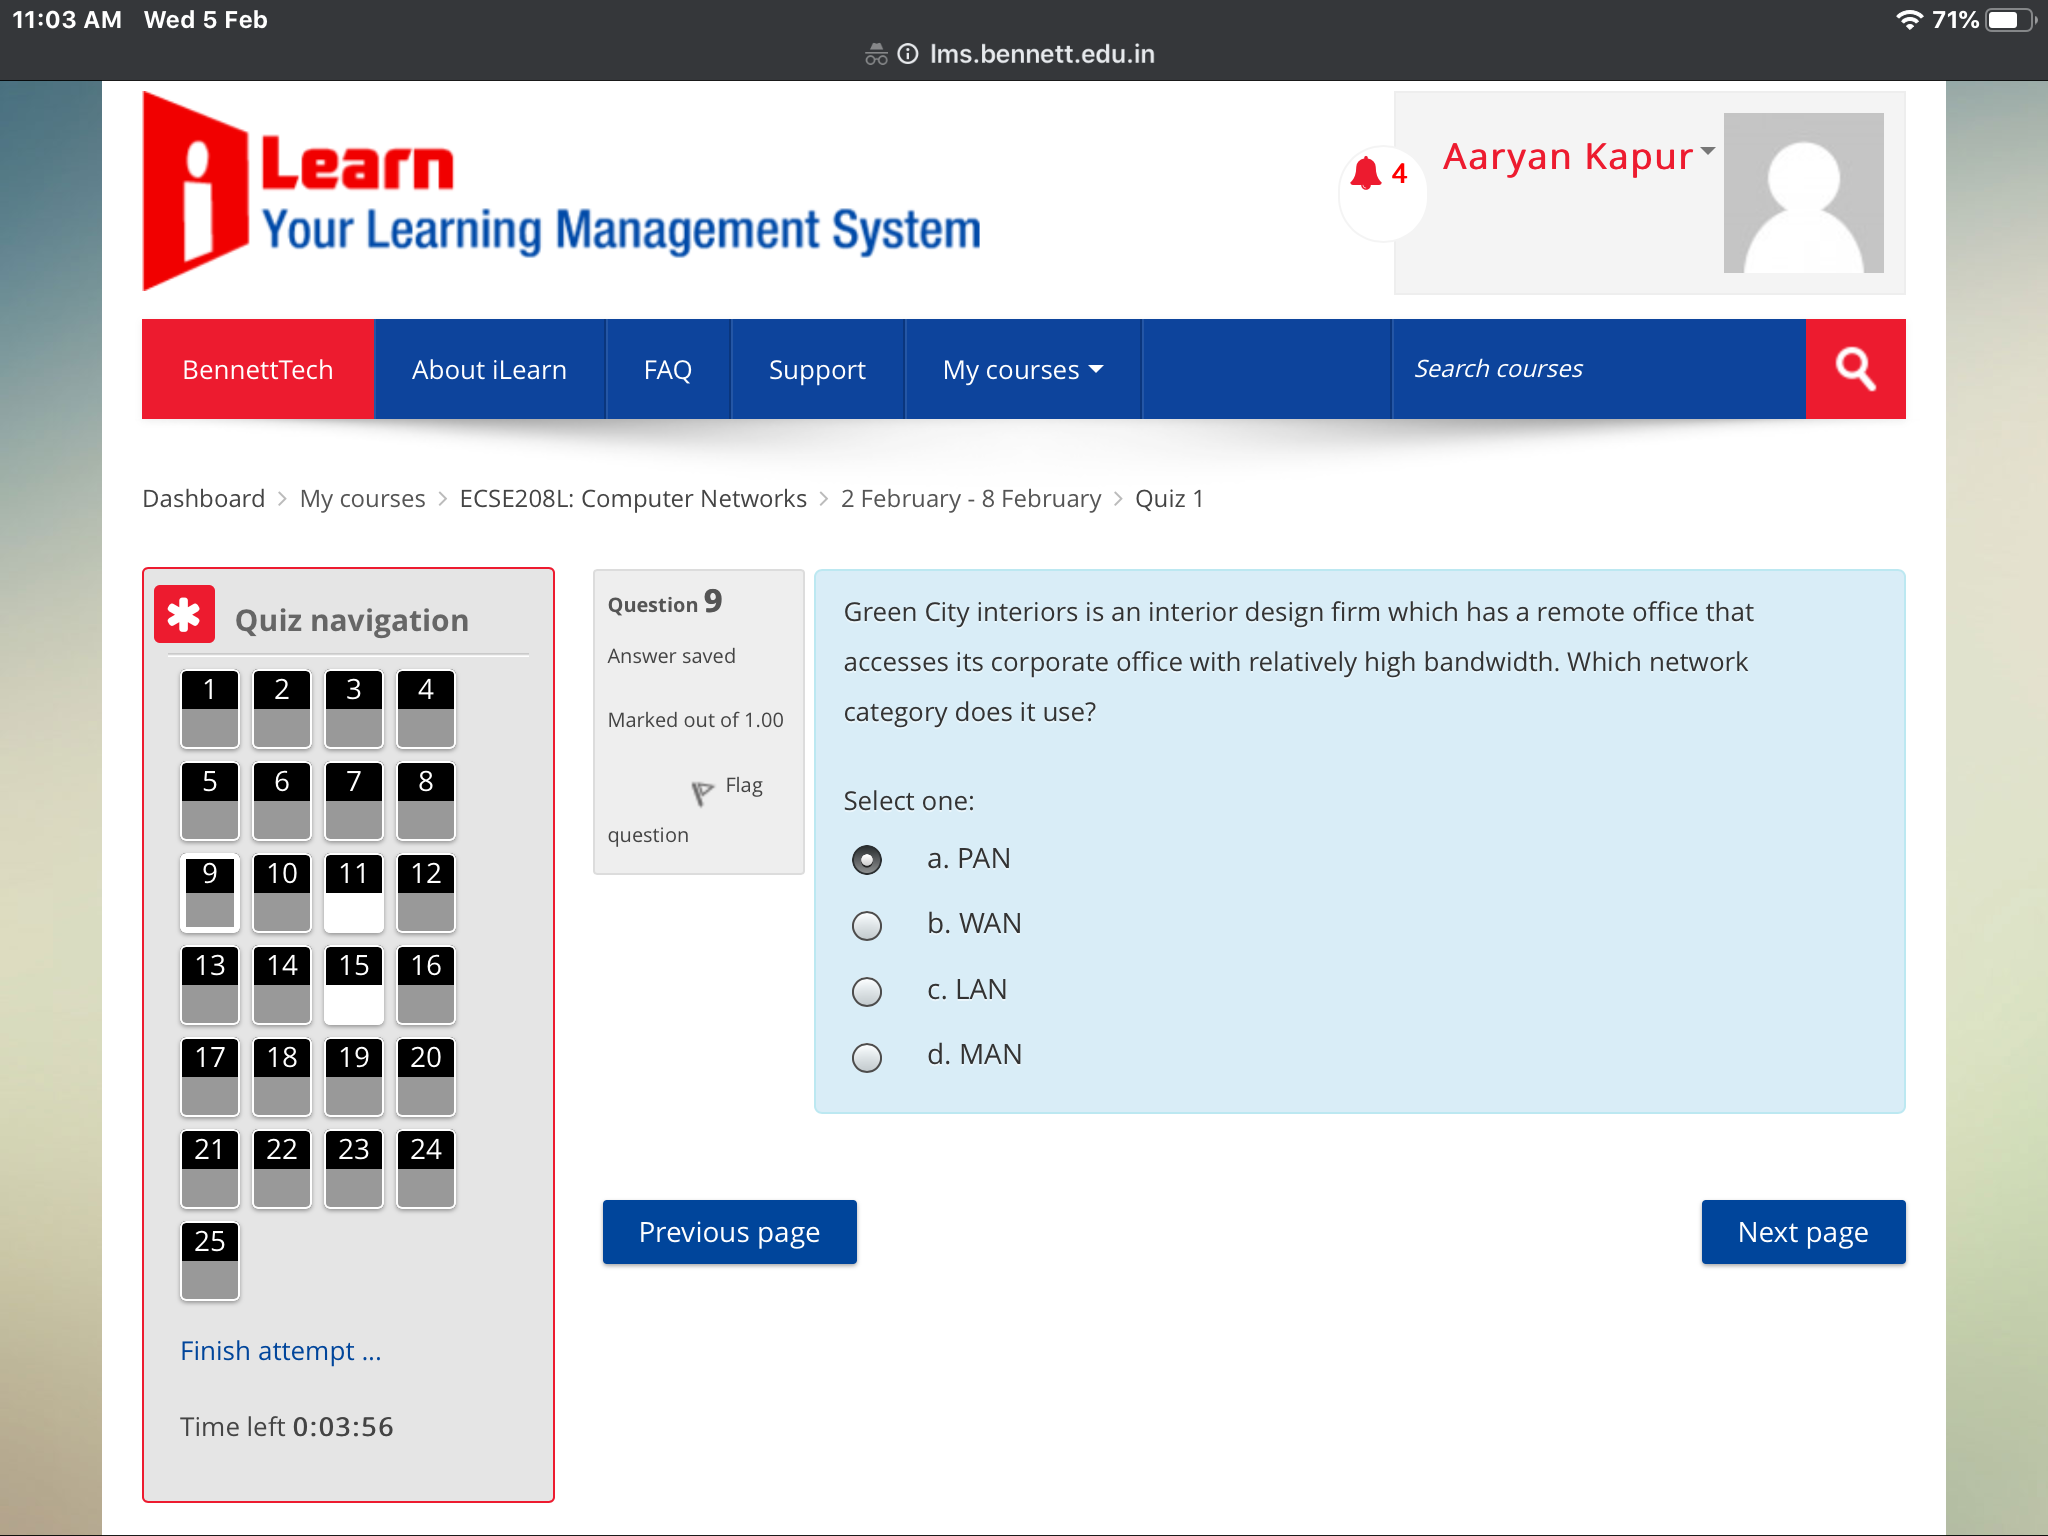 11:03 AM Wed 5 Feb
71%
lms.bennett.edu.in
i Learn
Your Learning Management System
4
Aaryan Kapur
BennettTech
About iLearn
FAQ
Support
My courses
Search courses
Dashboard > My courses > ECSE208L: Computer Networks > 2 February - 8 February > Quiz 1
Quiz navigation
1 2 3 4
5 6 7 8
9 10 11 12
13 14 15 16
17 18 19 20
21 22 23 24
25
Finish attempt ...
Time left 0:03:56
Question 9
Answer saved
Marked out of 1.00
Flag
question
Green City interiors is an interior design firm which has a remote office that
accesses its corporate office with relatively high bandwidth. Which network
category does it use?
Select one:
a. PAN
b. WAN
c. LAN
d. MAN
Previous page
Next page